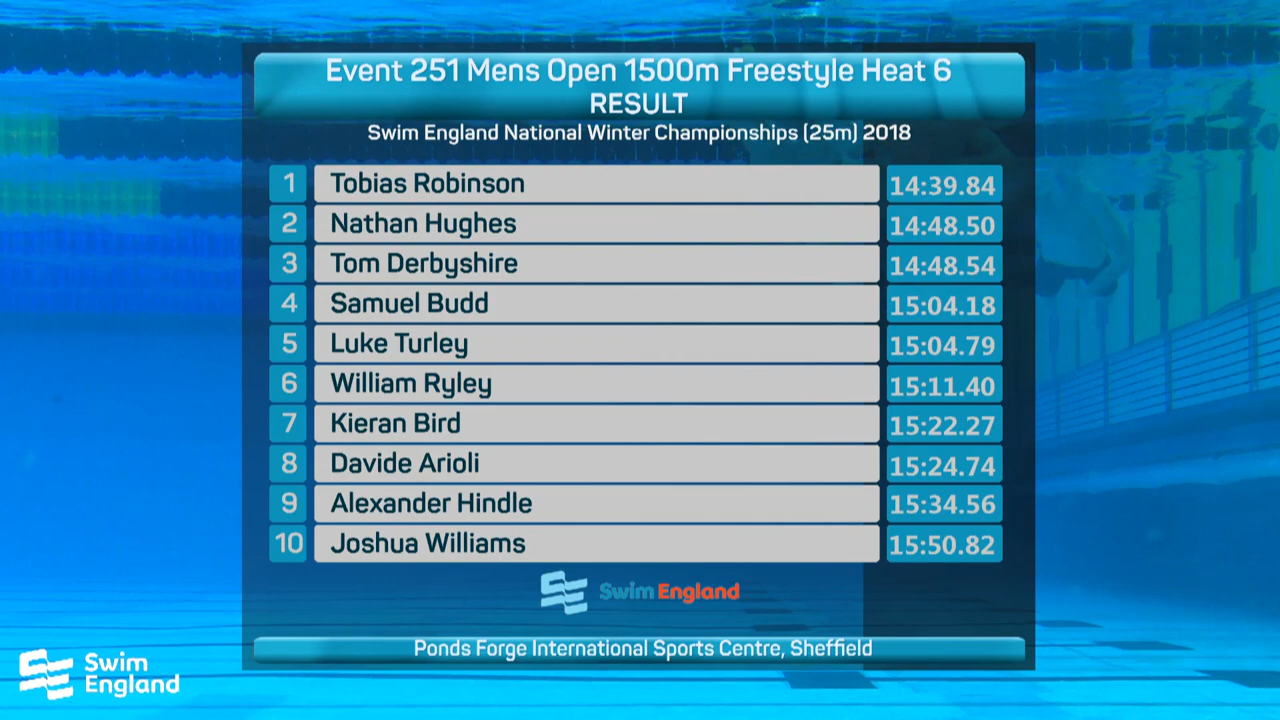 Event 251 Mens Open 1500m Freestyle Heat 6
RESULT
Swim England National Winter Championships (25m) 2018
1 Tobias Robinson 14:39.84
2 Nathan Hughes 14:48.50
3 Tom Derbyshire 14:48.54
4 Samuel Budd 15:04.18
5 Luke Turley 15:04.79
6 William Ryley 15:11.40
7 Kieran Bird 15:22.27
8 Davide Arioli 15:24.74
9 Alexander Hindle 15:34.56
10 Joshua Williams 15:50.82
Swim England
Ponds Forge International Sports Centre, Sheffield
Swim
England